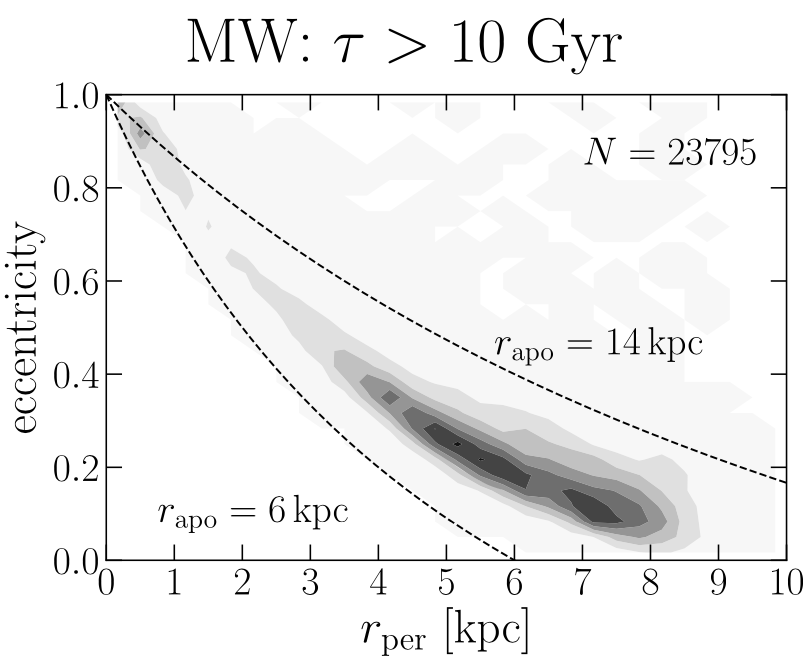 MW: τ > 10 Gyr
1.0
0.8
0.6
0.4
0.2
0.0
eccentricity
N = 23795
r_apo = 14 kpc
r_apo = 6 kpc
0 1 2 3 4 5 6 7 8 9 10
r_per [kpc]